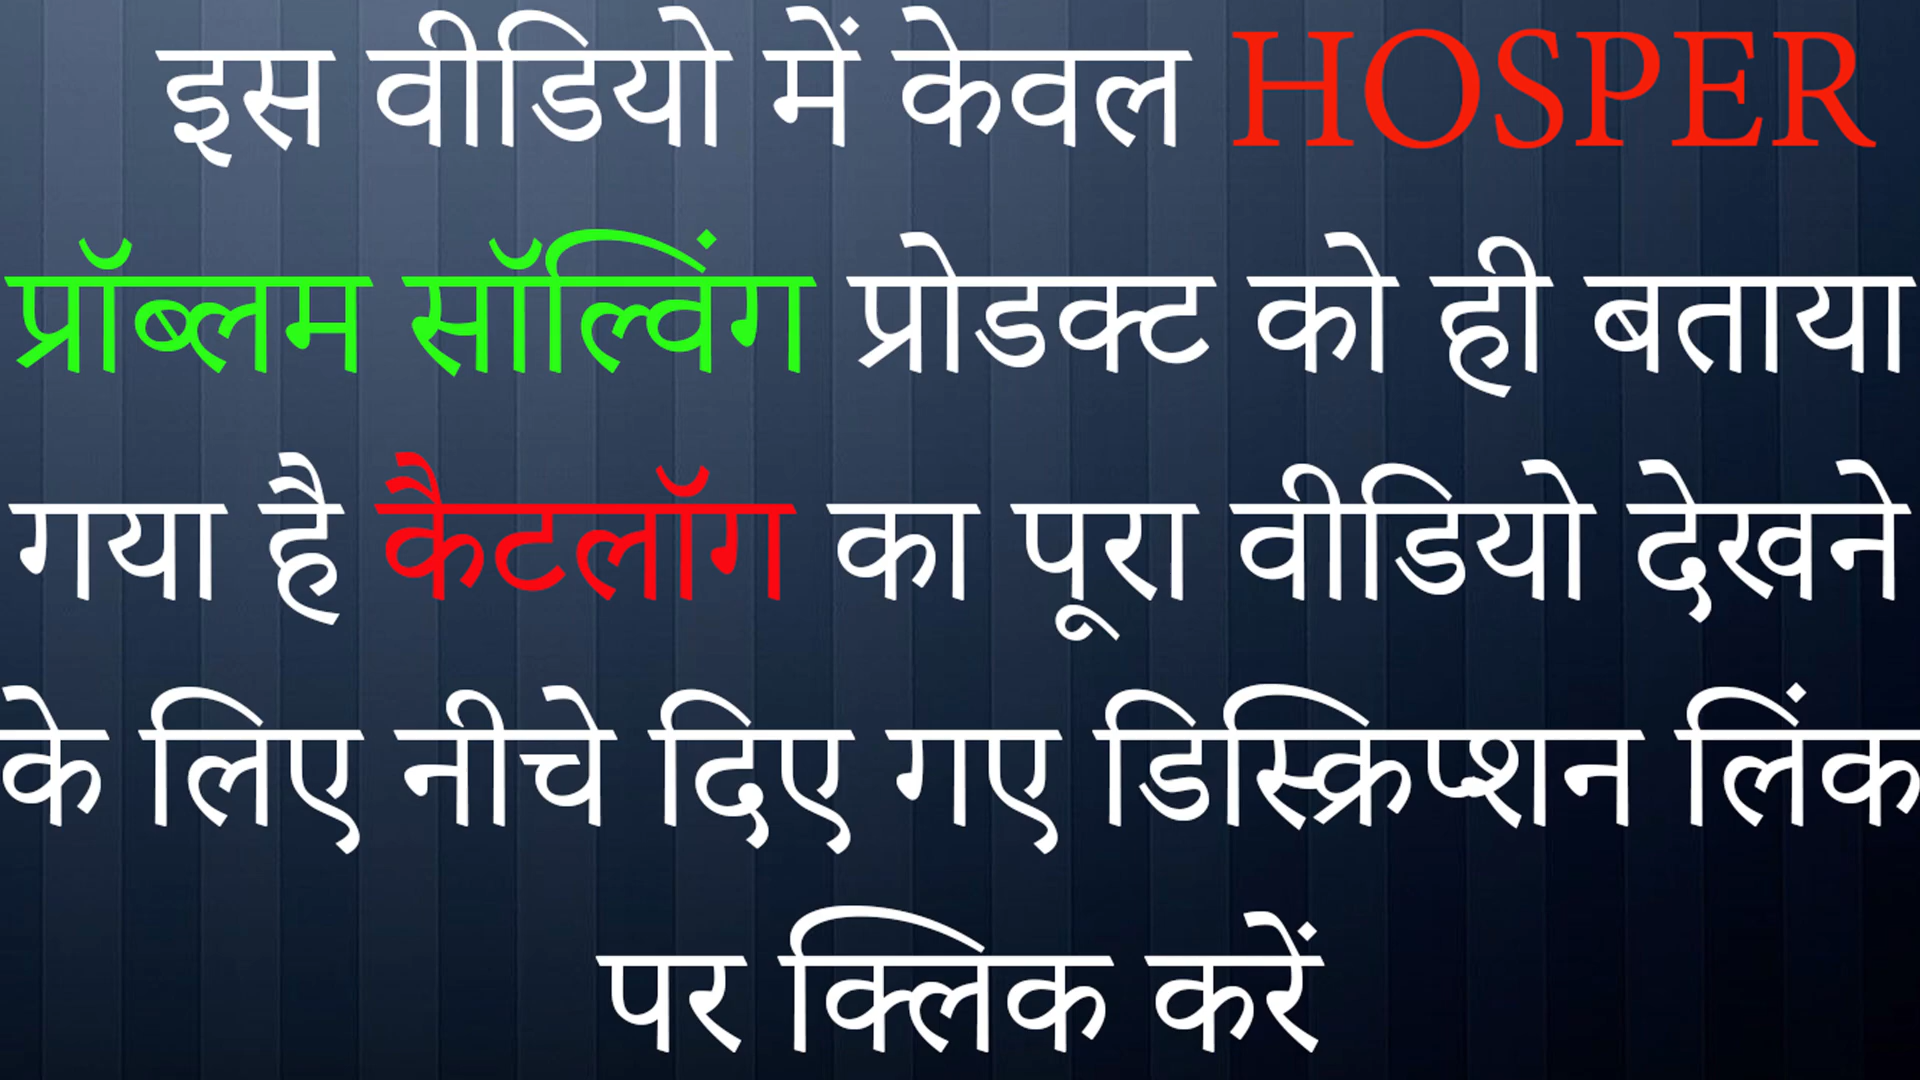 इस वीडियो में केवल HOSPER
प्रॉब्लम सॉल्विंग प्रोडक्ट को ही बताया
गया है कैटलॉग का पूरा वीडियो देखने
के लिए नीचे दिए गए डिस्क्रिप्शन लिंक
पर क्लिक करें